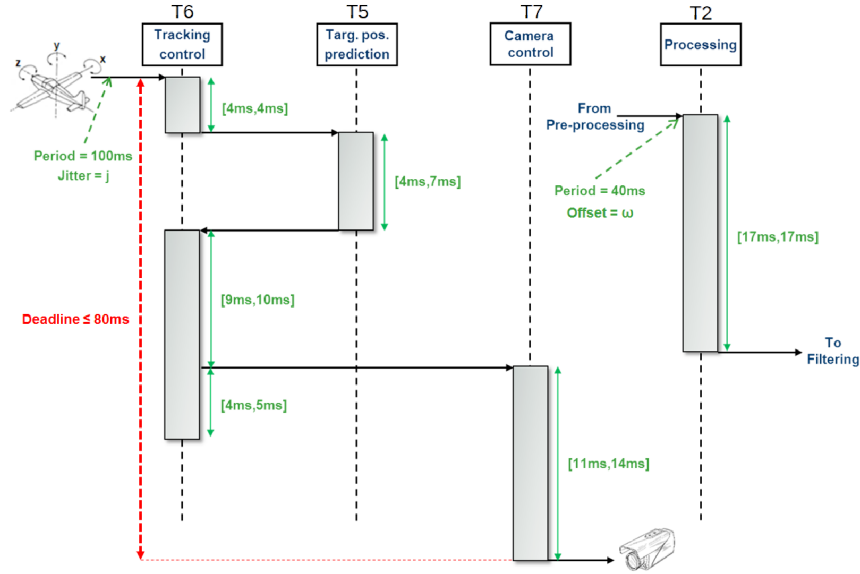 T6
T5
T7
T2
Tracking
control
Targ. pos.
prediction
Camera
control
Processing
y
z
x
[4ms,4ms]
From
Pre-processing
Period = 100ms
Jitter = j
[4ms,7ms]
Period = 40ms
Offset = ω
[17ms,17ms]
[9ms,10ms]
Deadline ≤ 80ms
To
Filtering
[4ms,5ms]
[11ms,14ms]